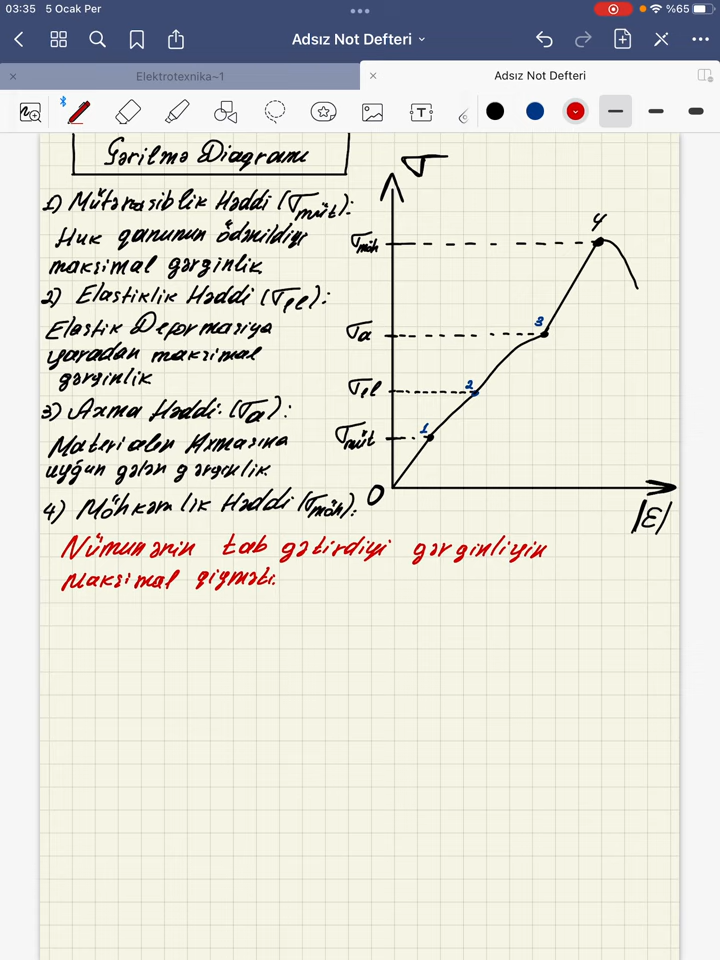 03:35 5 Ocak Per
%65
Adsız Not Defteri
Elektrotexnika~1
Adsız Not Defteri
T
Gərilmə Diaqramı
1) Mütənasiblik Həddi (σmüt):
Huk qanunun ödənildiyi
maksimal gərginlik
2) Elastiklik Həddi (σel):
Elastik Deformasiya
yaradan maksimal
gərginlik
3) Axma Həddi (σa):
Materialın Axmasına
uyğun gələn gərginlik
4) Möhkəmlik Həddi (σmöh):
Nümunənin tab gətirdiyi gərginliyin
maksimal qiyməti.
σ
4
σmöh
3
σa
2
σel
1
σmüt
0
|ε|